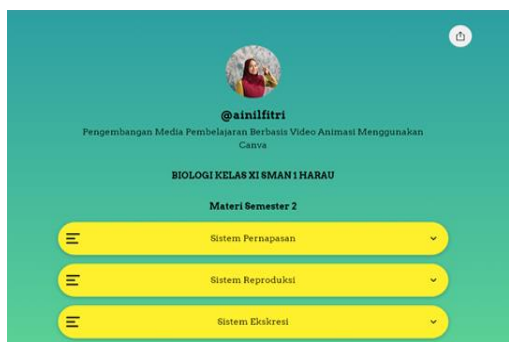 @ainilfitri
Pengembangan Media Pembelajaran Berbasis Video Animasi Menggunakan
Canva
BIOLOGI KELAS XI SMAN 1 HARAU
Materi Semester 2
Sistem Pernapasan
Sistem Reproduksi
Sistem Ekskresi